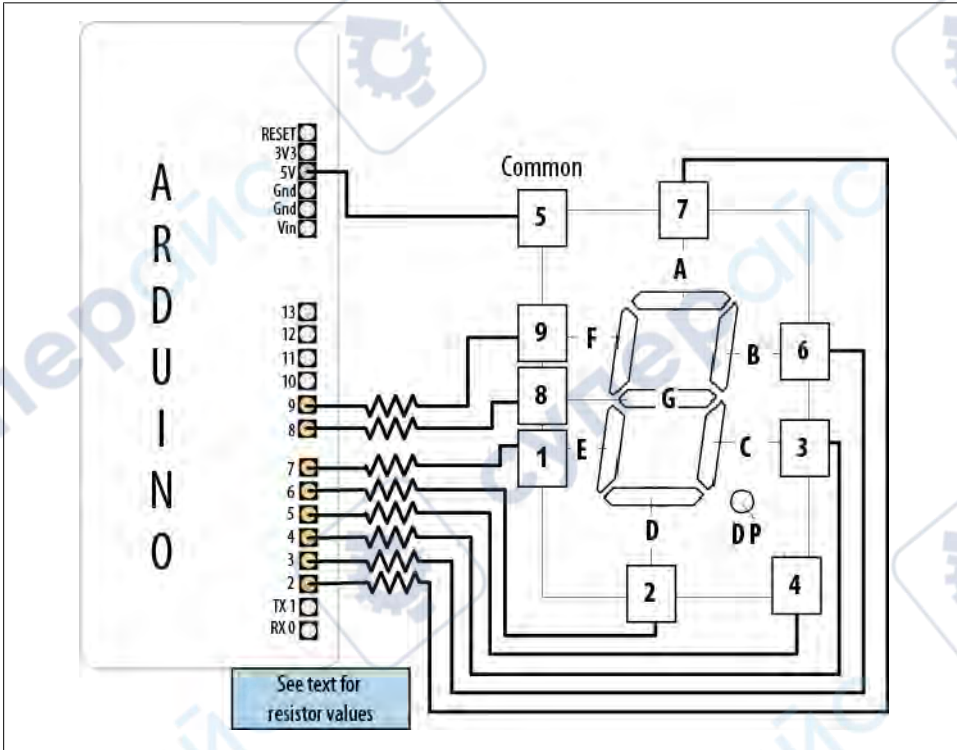 ARDUINO
RESET
3V3
5V
Gnd
Gnd
Vin
13
12
11
10
9
8
7
6
5
4
3
2
TX 1
RX 0
Common
5
7
A
9
F
B
6
8
G
1
E
C
3
D
DP
2
4
See text for
resistor values
суперайс